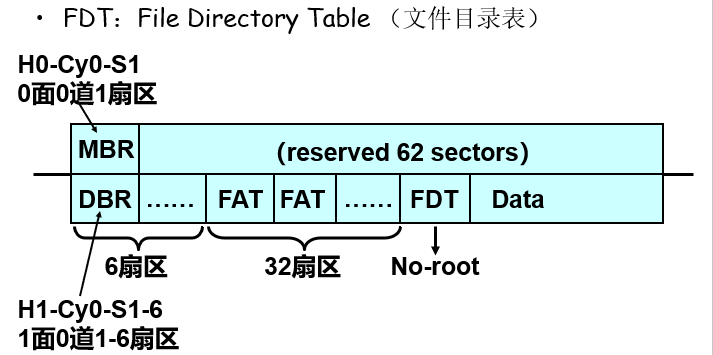 • FDT：File Directory Table （文件目录表）
H0-Cy0-S1
0面0道1扇区
MBR
(reserved 62 sectors)
DBR
......
FAT
FAT
......
FDT
Data
6扇区
32扇区
No-root
H1-Cy0-S1-6
1面0道1-6扇区